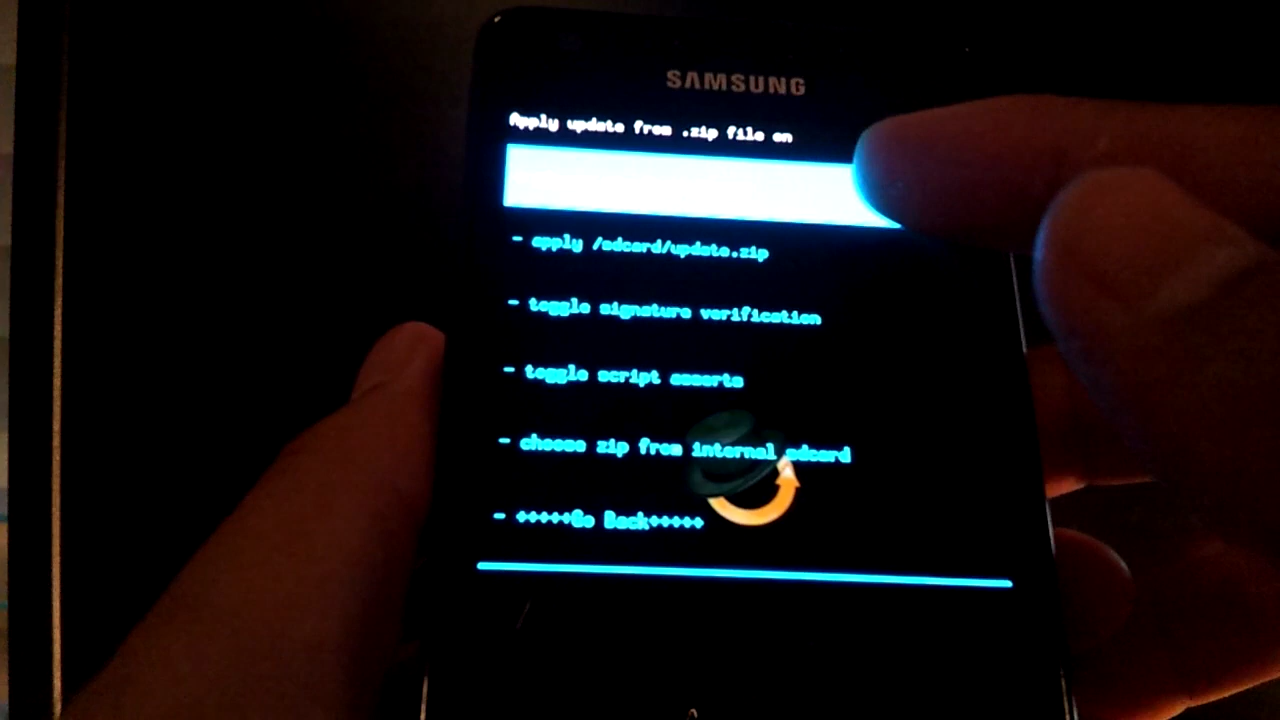 SAMSUNG
Apply update from .zip file on
- apply /sdcard/update.zip
- toggle signature verification
- toggle script asserts
- choose zip from internal sdcard
- +++++Go Back+++++